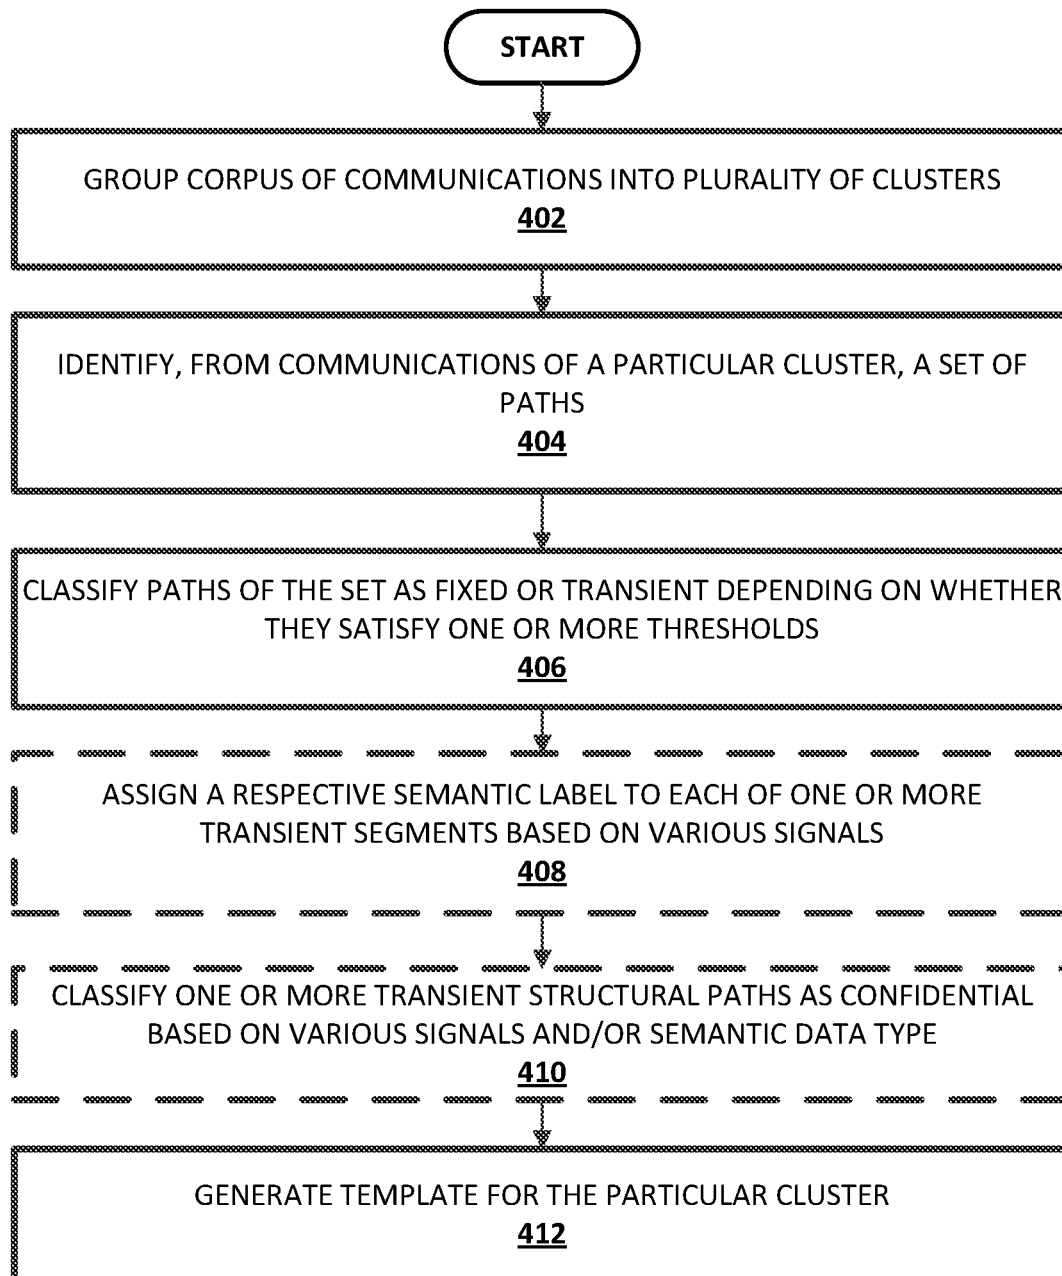 START
GROUP CORPUS OF COMMUNICATIONS INTO PLURALITY OF CLUSTERS
402
IDENTIFY, FROM COMMUNICATIONS OF A PARTICULAR CLUSTER, A SET OF
PATHS
404
CLASSIFY PATHS OF THE SET AS FIXED OR TRANSIENT DEPENDING ON WHETHER
THEY SATISFY ONE OR MORE THRESHOLDS
406
ASSIGN A RESPECTIVE SEMANTIC LABEL TO EACH OF ONE OR MORE
TRANSIENT SEGMENTS BASED ON VARIOUS SIGNALS
408
CLASSIFY ONE OR MORE TRANSIENT STRUCTURAL PATHS AS CONFIDENTIAL
BASED ON VARIOUS SIGNALS AND/OR SEMANTIC DATA TYPE
410
GENERATE TEMPLATE FOR THE PARTICULAR CLUSTER
412